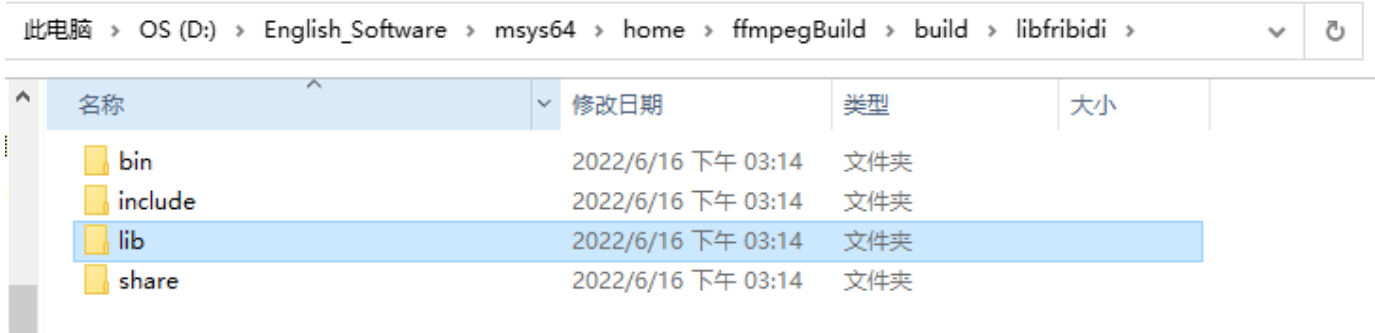 此电脑 > OS (D:) > English_Software > msys64 > home > ffmpegBuild > build > libfribidi >
名称 修改日期 类型 大小
bin 2022/6/16 下午 03:14 文件夹
include 2022/6/16 下午 03:14 文件夹
lib 2022/6/16 下午 03:14 文件夹
share 2022/6/16 下午 03:14 文件夹